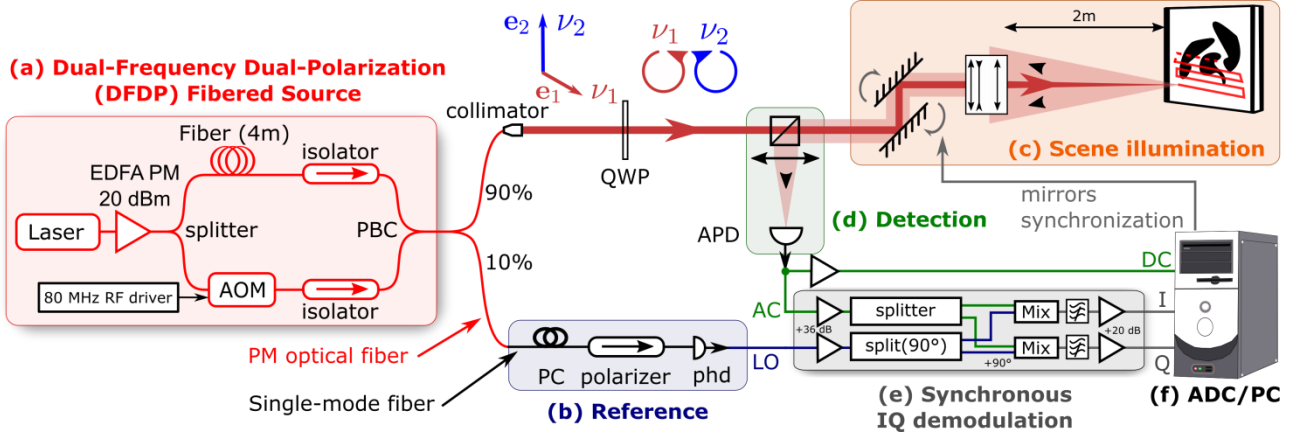 (a) Dual-Frequency Dual-Polarization
(DFDP) Fibered Source
Fiber (4m)
isolator
EDFA PM
20 dBm
Laser
splitter
PBC
80 MHz RF driver
AOM
isolator
PM optical fiber
Single-mode fiber
e₂ ν₂
e₁ ν₁
ν₁ ν₂
collimator
QWP
90%
10%
PC
polarizer
phd
(b) Reference
2m
(c) Scene illumination
mirrors
synchronization
(d) Detection
APD
DC
AC
LO
+36 dB
splitter
split(90°)
+90°
Mix
Mix
+20 dB
I
Q
(e) Synchronous
IQ demodulation
(f) ADC/PC